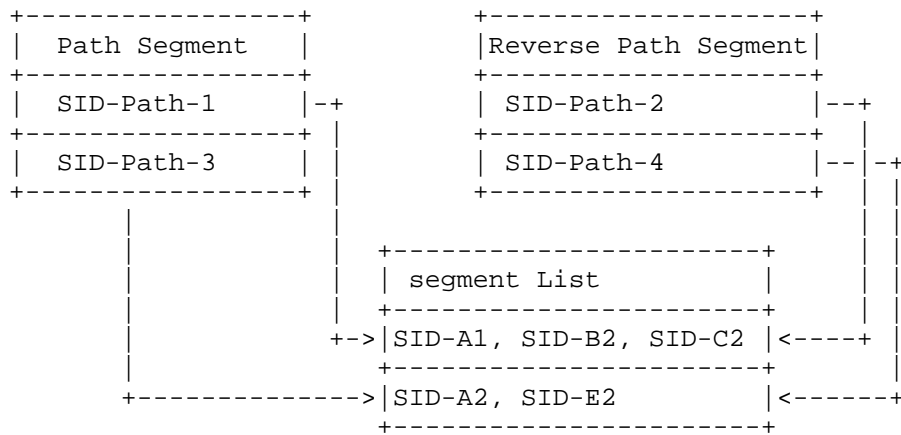 Path Segment Reverse Path Segment
SID-Path-1 SID-Path-2
SID-Path-3 SID-Path-4
segment List
SID-A1, SID-B2, SID-C2
SID-A2, SID-E2